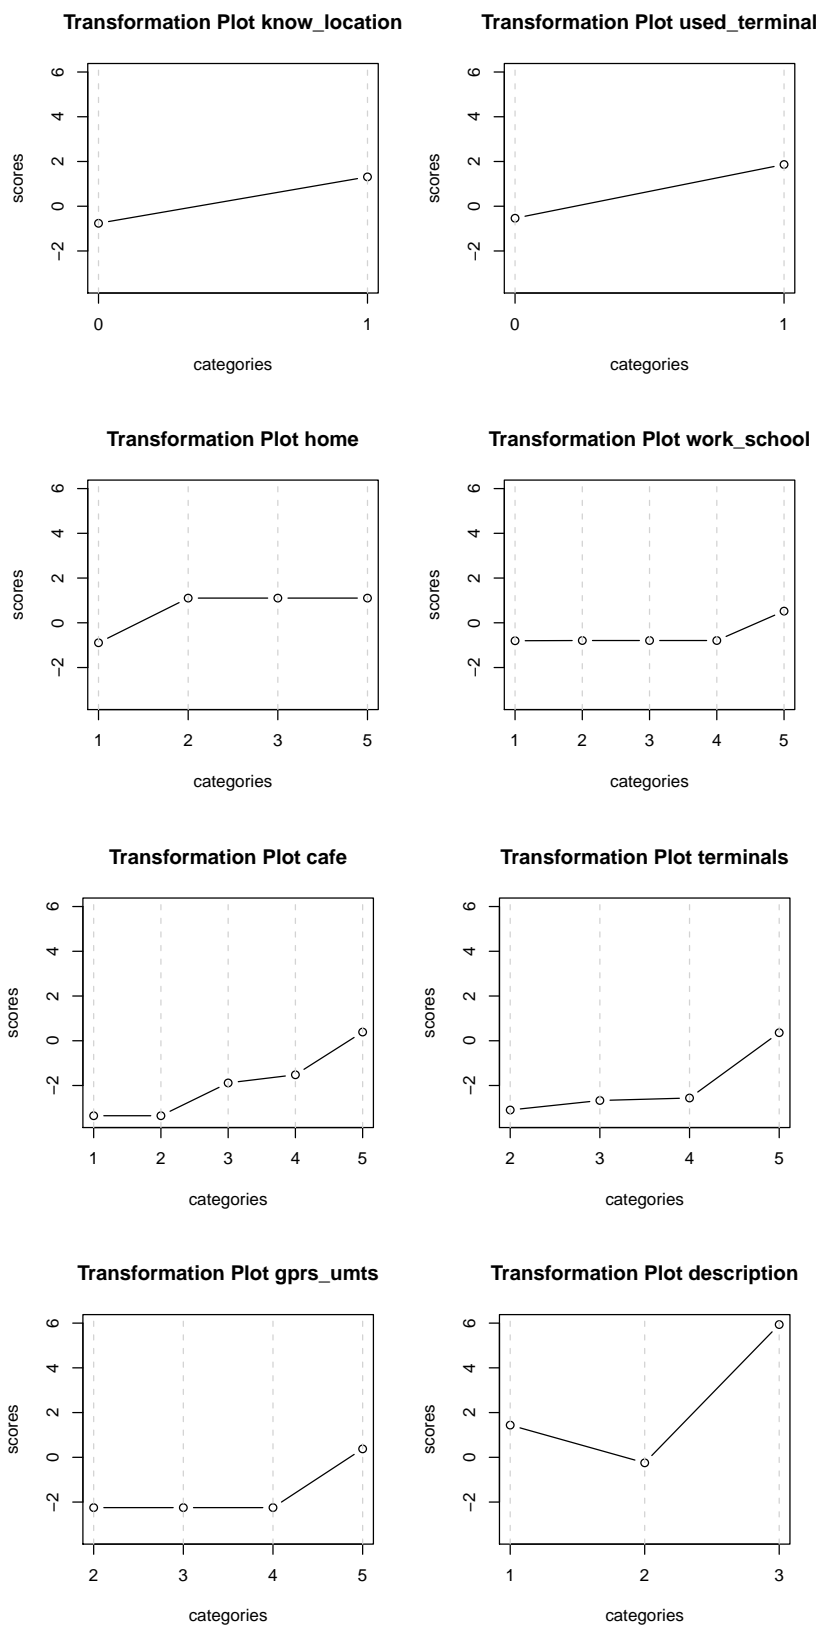 Transformation Plot know_location
scores
6
4
2
0
−2
0 1
categories
Transformation Plot used_terminal
scores
6
4
2
0
−2
0 1
categories
Transformation Plot home
scores
6
4
2
0
−2
1 2 3 5
categories
Transformation Plot work_school
scores
6
4
2
0
−2
1 2 3 4 5
categories
Transformation Plot cafe
scores
6
4
2
0
−2
1 2 3 4 5
categories
Transformation Plot terminals
scores
6
4
2
0
−2
2 3 4 5
categories
Transformation Plot gprs_umts
scores
6
4
2
0
−2
2 3 4 5
categories
Transformation Plot description
scores
6
4
2
0
−2
1 2 3
categories